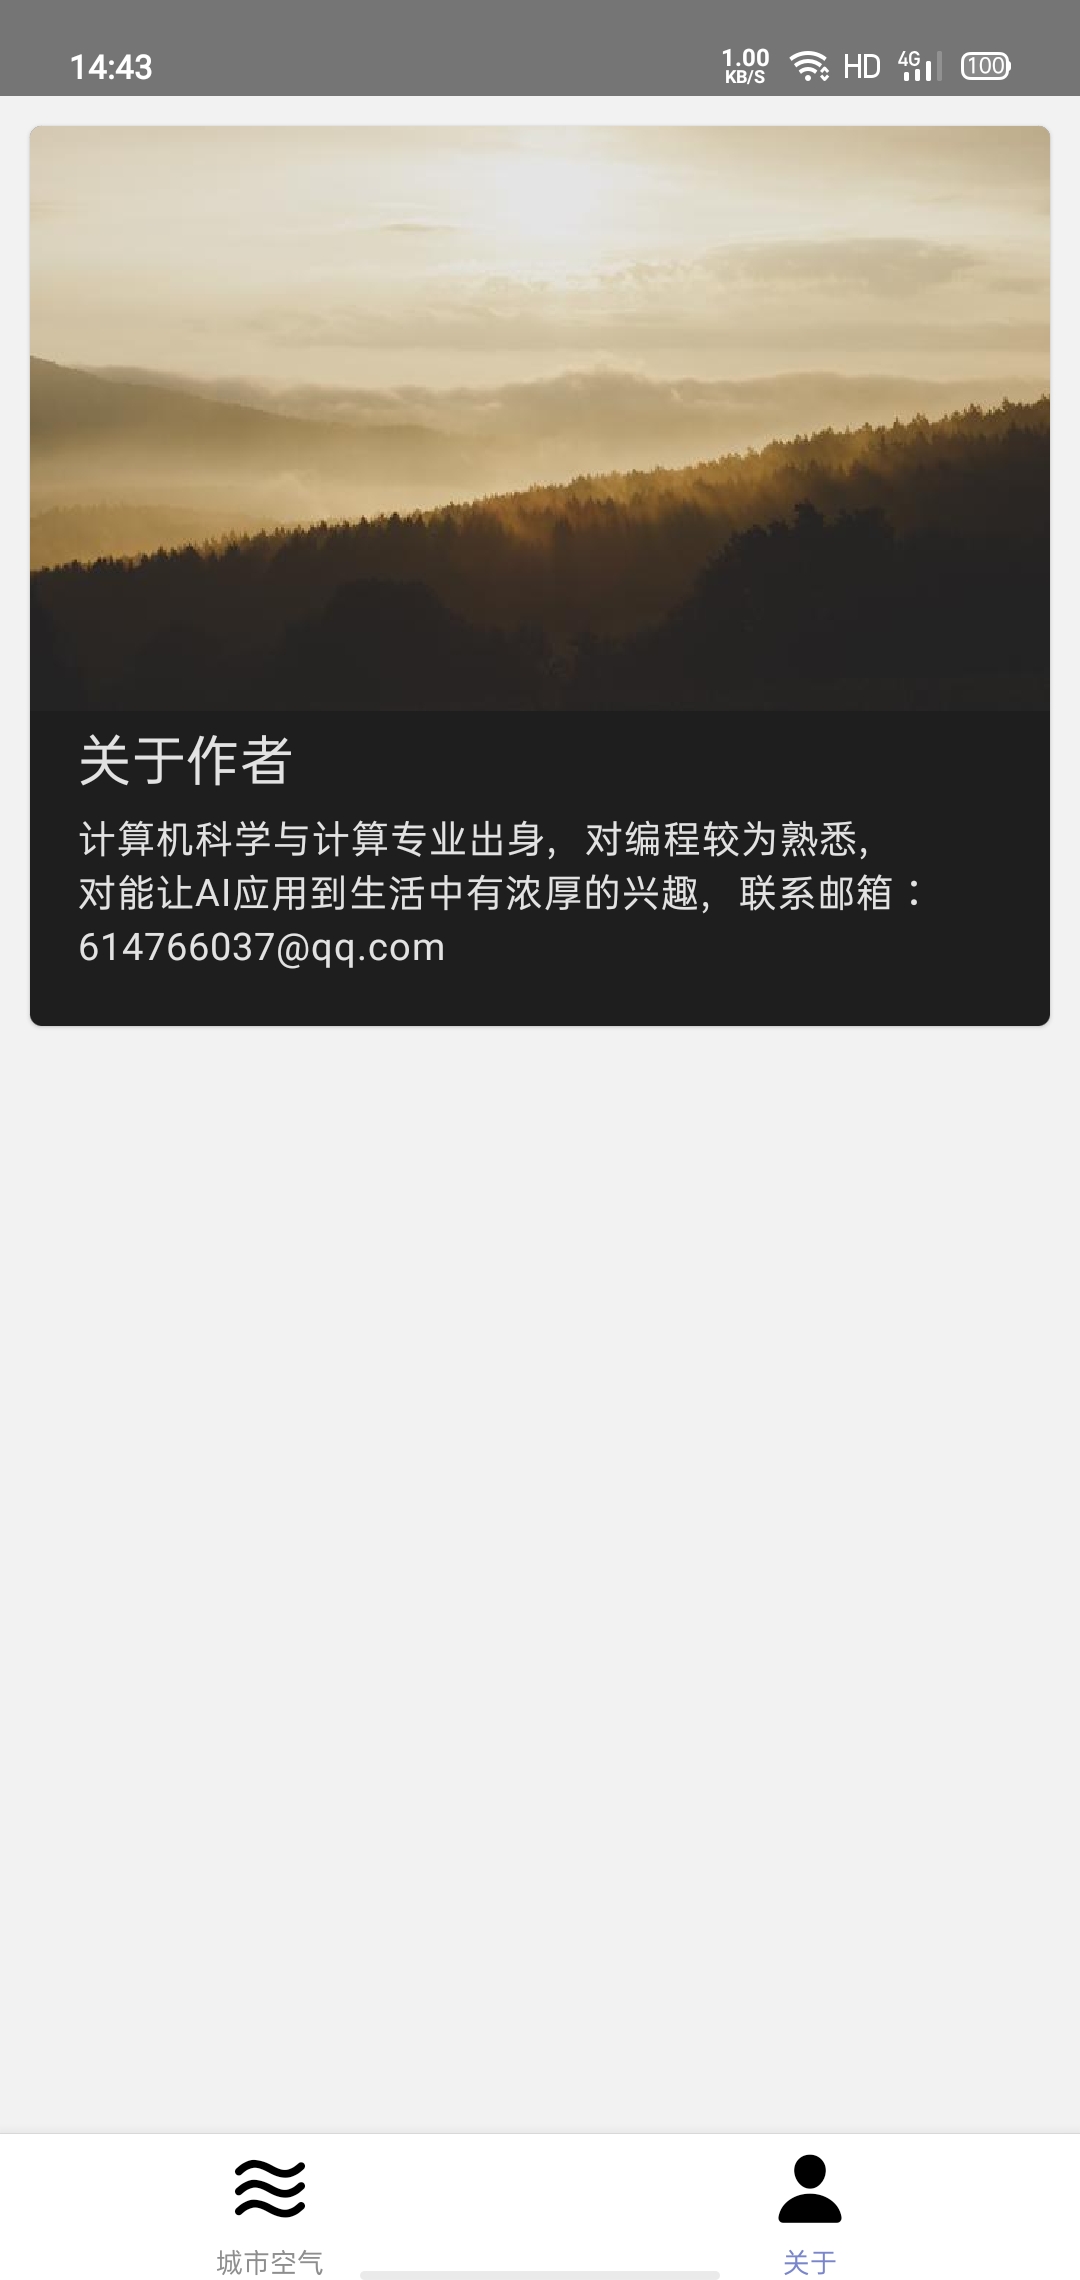 14:43
1.00
KB/S
HD
4G
100
关于作者
计算机科学与计算专业出身，对编程较为熟悉,
对能让AI应用到生活中有浓厚的兴趣，联系邮箱：
614766037@qq.com
城市空气
关于